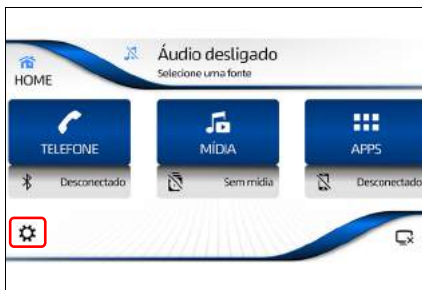 Áudio desligado
Selecione uma fonte
HOME
TELEFONE
MÍDIA
APPS
Desconectado
Sem mídia
Desconectado